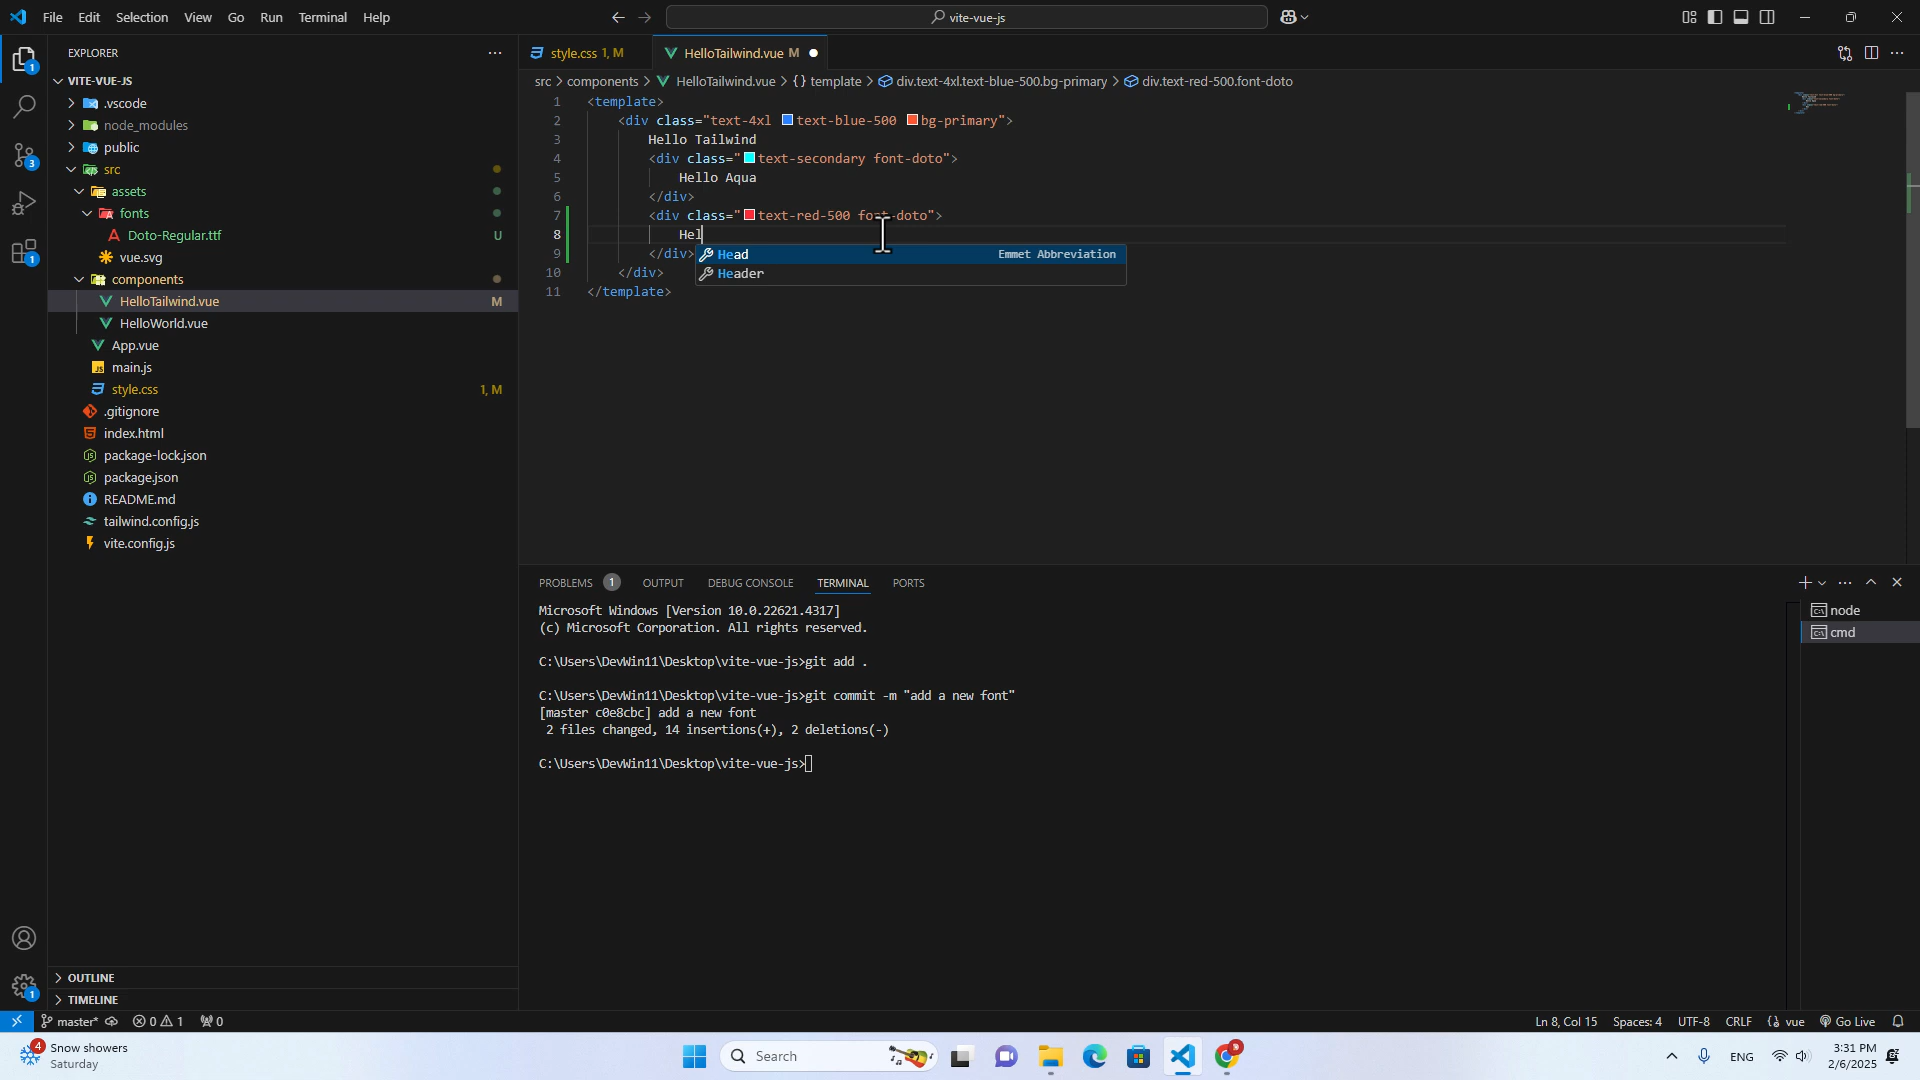 File Edit Selection View Go Run Terminal Help
vite-vue-js
EXPLORER
VITE-VUE-JS
.vscode
node_modules
public
src
assets
fonts
Doto-Regular.ttf U
vue.svg
components
HelloTailwind.vue M
HelloWorld.vue
App.vue
main.js
style.css 1, M
.gitignore
index.html
package-lock.json
package.json
README.md
tailwind.config.js
vite.config.js
OUTLINE
TIMELINE
1
3
1
1
style.css 1, M
HelloTailwind.vue M
src > components > HelloTailwind.vue > {} template > div.text-4xl.text-blue-500.bg-primary > div.text-red-500.font-doto
1 <template>
2 <div class="text-4xl text-blue-500 bg-primary">
3 Hello Tailwind
4 <div class="text-secondary font-doto">
5 Hello Aqua
6 </div>
7 <div class="text-red-500 font-doto">
8 Hel
9 </div>
10 </div>
11 </template>
Head Emmet Abbreviation
Header
PROBLEMS 1 OUTPUT DEBUG CONSOLE TERMINAL PORTS
Microsoft Windows [Version 10.0.22621.4317]
(c) Microsoft Corporation. All rights reserved.
C:\Users\DevWin11\Desktop\vite-vue-js>git add .
C:\Users\DevWin11\Desktop\vite-vue-js>git commit -m "add a new font"
[master c0e8cbc] add a new font
2 files changed, 14 insertions(+), 2 deletions(-)
C:\Users\DevWin11\Desktop\vite-vue-js>
node
cmd
master* 0 1 0
Ln 8, Col 15 Spaces: 4 UTF-8 CRLF {} vue Go Live
4
Snow showers
Saturday
Search
ENG
3:31 PM
2/6/2025